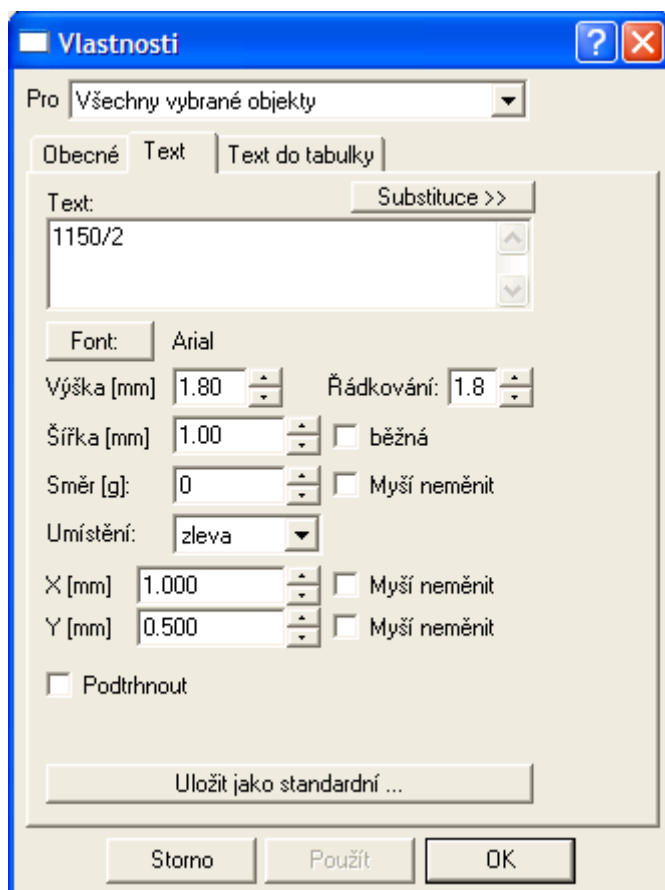 Vlastnosti
Pro Všechny vybrané objekty
Obecné Text Text do tabulky
Text: Substituce >>
1150/2
Font: Arial
Výška [mm] 1.80 Řádkování: 1.8
Šířka [mm] 1.00 běžná
Směr [g]: 0 Myší neměnit
Umístění: zleva
X [mm] 1.000 Myší neměnit
Y [mm] 0.500 Myší neměnit
Podtrhnout
Uložit jako standardní ...
Storno Použít OK